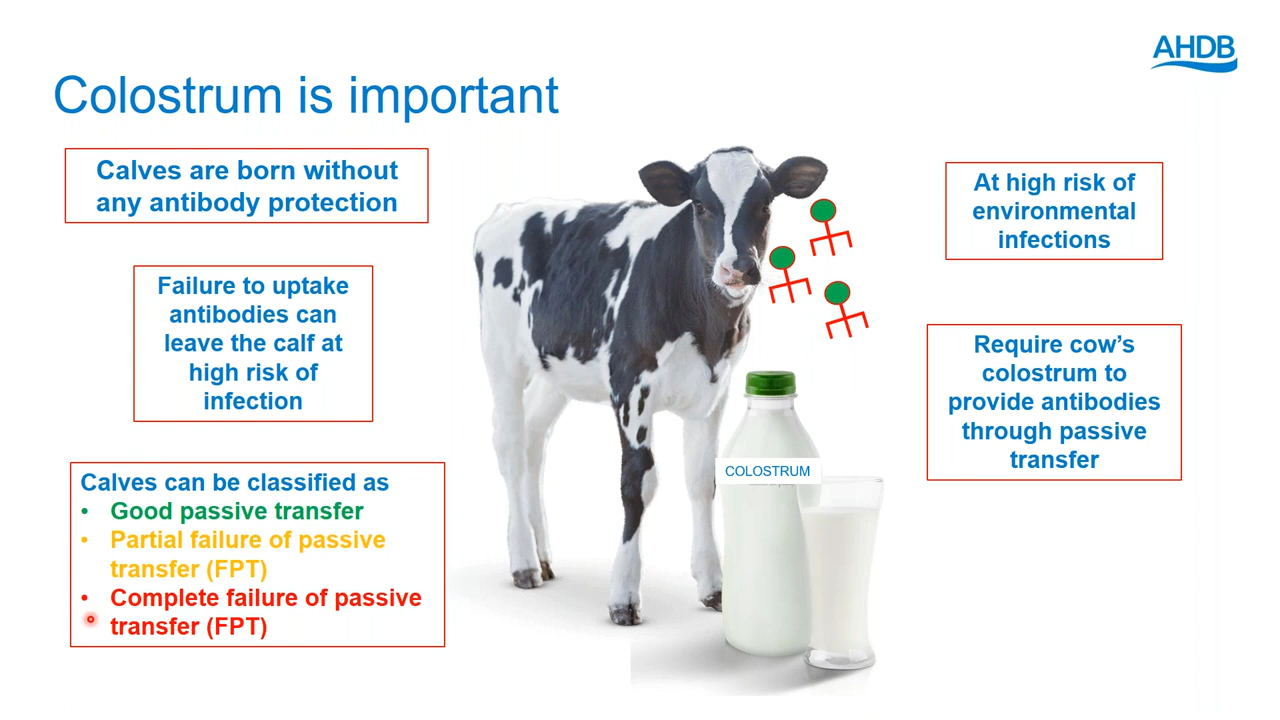 AHDB
Colostrum is important
Calves are born without
any antibody protection
Failure to uptake
antibodies can
leave the calf at
high risk of
infection
Calves can be classified as
• Good passive transfer
• Partial failure of passive
transfer (FPT)
• Complete failure of passive
transfer (FPT)
COLOSTRUM
At high risk of
environmental
infections
Require cow’s
colostrum to
provide antibodies
through passive
transfer